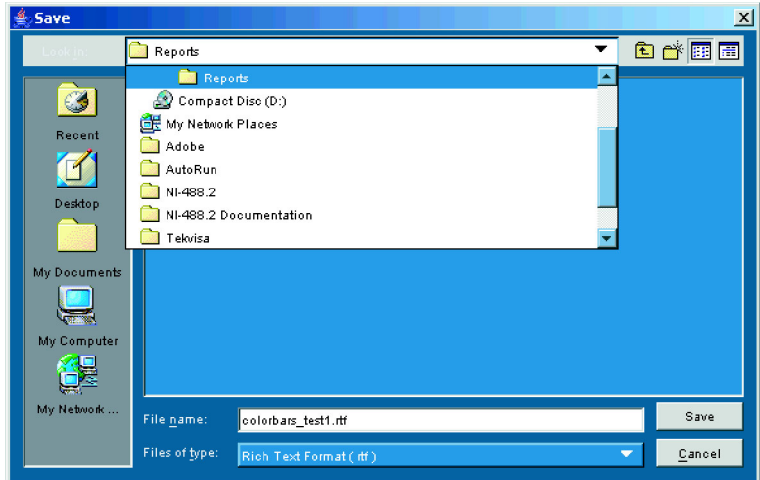 Save
Look in:
Reports
Reports
Compact Disc (D:)
My Network Places
Adobe
AutoRun
NI-488.2
NI-488.2 Documentation
Tekvisa
Recent
Desktop
My Documents
My Computer
My Network ...
File name:
colorbars_test1.rtf
Save
Files of type:
Rich Text Format ( rtf )
Cancel